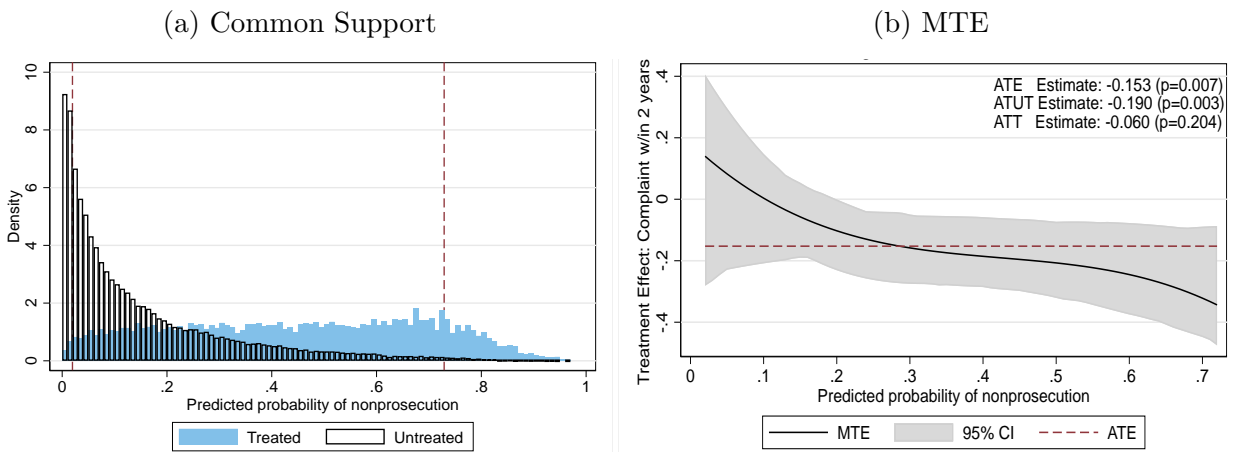 (a) Common Support
10
8
6
4
2
0
Density
0
.2
.4
.6
.8
1
Predicted probability of nonprosecution
Treated
Untreated
(b) MTE
.4
.2
0
-.2
-.4
Treatment Effect: Complaint w/in 2 years
ATE Estimate: -0.153 (p=0.007)
ATUT Estimate: -0.190 (p=0.003)
ATT Estimate: -0.060 (p=0.204)
0
.1
.2
.3
.4
.5
.6
.7
Predicted probability of nonprosecution
MTE
95% CI
ATE